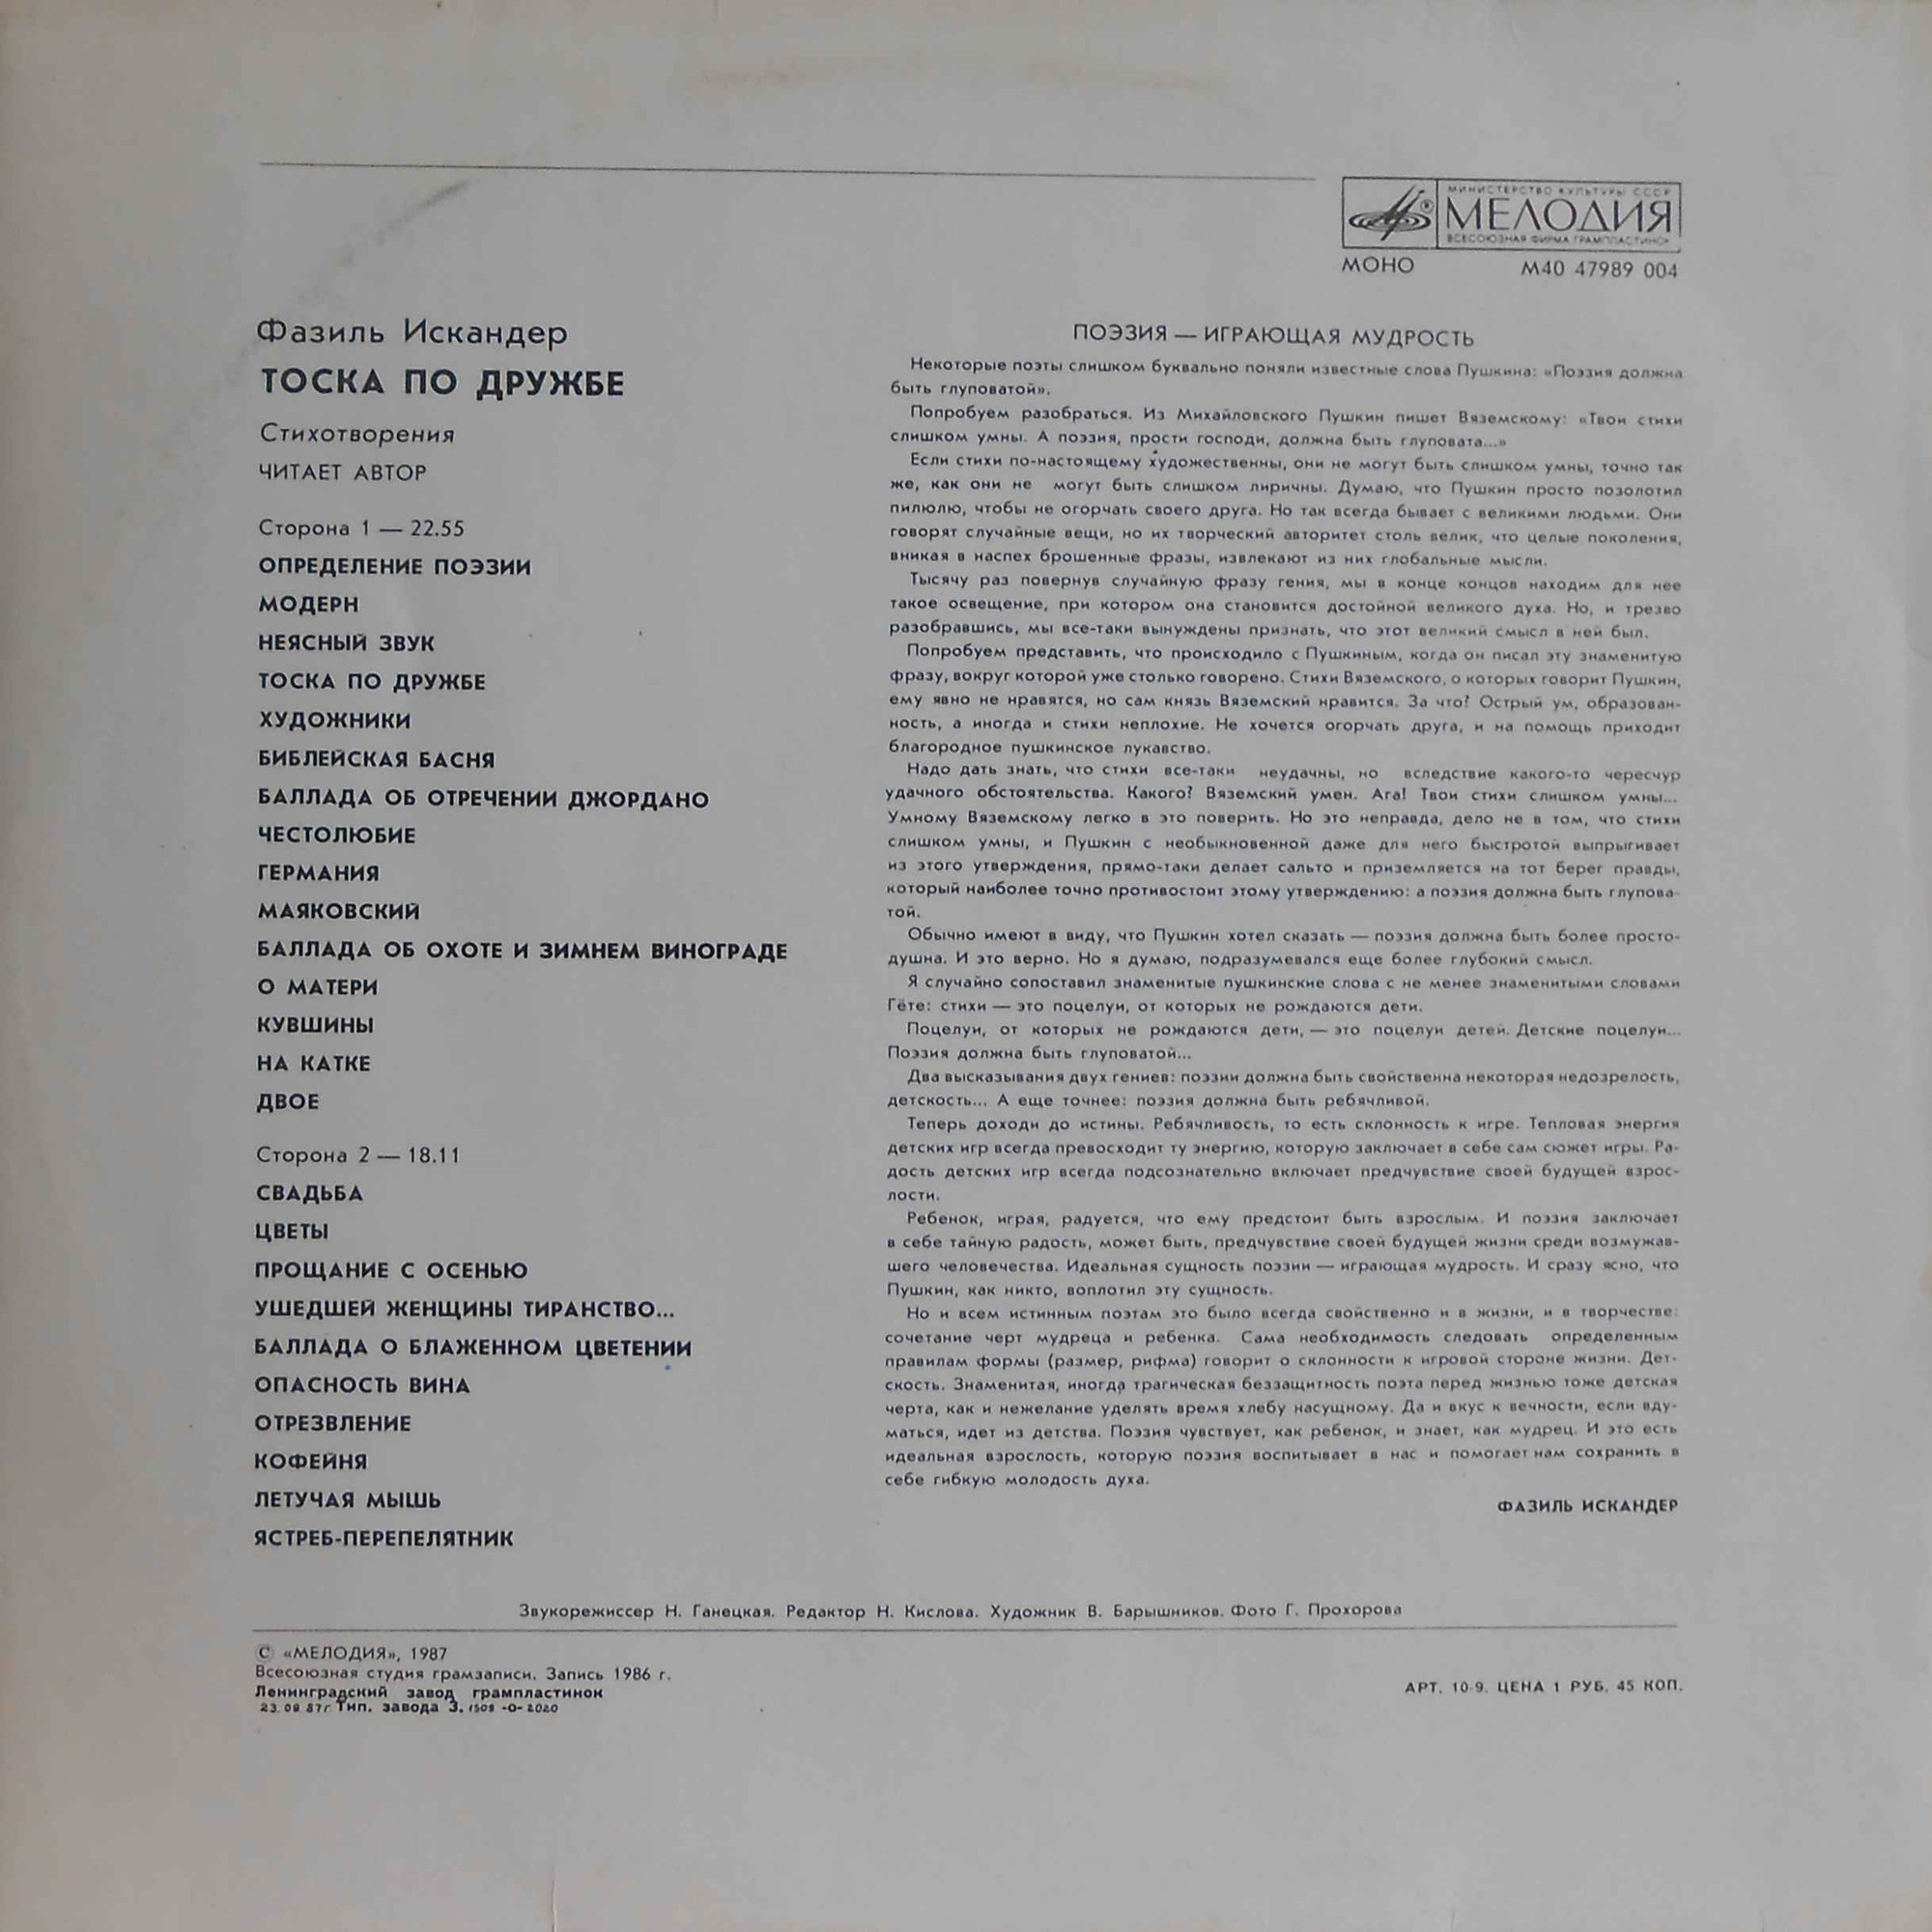 МИНИСТЕРСТВО КУЛЬТУРЫ СССР
МЕЛОДИЯ
ВСЕСОЮЗНАЯ ФИРМА ГРАМПЛАСТИНОК
МОНО М40 47989 004
Фазиль Искандер
ТОСКА ПО ДРУЖБЕ
Стихотворения
ЧИТАЕТ АВТОР
Сторона 1 — 22.55
ОПРЕДЕЛЕНИЕ ПОЭЗИИ
МОДЕРН
НЕЯСНЫЙ ЗВУК
ТОСКА ПО ДРУЖБЕ
ХУДОЖНИКИ
БИБЛЕЙСКАЯ БАСНЯ
БАЛЛАДА ОБ ОТРЕЧЕНИИ ДЖОРДАНО
ЧЕСТОЛЮБИЕ
ГЕРМАНИЯ
МАЯКОВСКИЙ
БАЛЛАДА ОБ ОХОТЕ И ЗИМНЕМ ВИНОГРАДЕ
О МАТЕРИ
КУВШИНЫ
НА КАТКЕ
ДВОЕ
Сторона 2 — 18.11
СВАДЬБА
ЦВЕТЫ
ПРОЩАНИЕ С ОСЕНЬЮ
УШЕДШЕЙ ЖЕНЩИНЫ ТИРАНСТВО...
БАЛЛАДА О БЛАЖЕННОМ ЦВЕТЕНИИ
ОПАСНОСТЬ ВИНА
ОТРЕЗВЛЕНИЕ
КОФЕЙНЯ
ЛЕТУЧАЯ МЫШЬ
ЯСТРЕБ-ПЕРЕПЕЛЯТНИК
ПОЭЗИЯ — ИГРАЮЩАЯ МУДРОСТЬ
Некоторые поэты слишком буквально поняли известные слова Пушкина: «Поэзия должна
быть глуповатой».
Попробуем разобраться. Из Михайловского Пушкин пишет Вяземскому: «Твои стихи
слишком умны. А поэзия, прости господи, должна быть глуповата...»
Если стихи по-настоящему художественны, они не могут быть слишком умны, точно так
же, как они не могут быть слишком лиричны. Думаю, что Пушкин просто позолотил
пилюлю, чтобы не огорчать своего друга. Но так всегда бывает с великими людьми. Они
говорят случайные вещи, но их творческий авторитет столь велик, что целые поколения,
вникая в наспех брошенные фразы, извлекают из них глобальные мысли.
Тысячу раз повернув случайную фразу гения, мы в конце концов находим для нее
такое освещение, при котором она становится достойной великого духа. Но, и трезво
разобравшись, мы все-таки вынуждены признать, что этот великий смысл в ней был.
Попробуем представить, что происходило с Пушкиным, когда он писал эту знаменитую
фразу, вокруг которой уже столько говорено. Стихи Вяземского, о которых говорит Пушкин,
ему явно не нравятся, но сам князь Вяземский нравится. За что? Острый ум, образован-
ность, а иногда и стихи неплохие. Не хочется огорчать друга, и на помощь приходит
благородное пушкинское лукавство.
Надо дать знать, что стихи все-таки неудачны, но вследствие какого-то чересчур
удачного обстоятельства. Какого? Вяземский умен. Ага! Твои стихи слишком умны...
Умному Вяземскому легко в это поверить. Но это неправда, дело не в том, что стихи
слишком умны, и Пушкин с необыкновенной даже для него быстротой выпрыгивает
из этого утверждения, прямо-таки делает сальто и приземляется на тот берег правды,
который наиболее точно противостоит этому утверждению: а поэзия должна быть глупова-
той.
Обычно имеют в виду, что Пушкин хотел сказать — поэзия должна быть более просто-
душна. И это верно. Но я думаю, подразумевался еще более глубокий смысл.
Я случайно сопоставил знаменитые пушкинские слова с не менее знаменитыми словами
Гёте: стихи — это поцелуи, от которых не рождаются дети.
Поцелуи, от которых не рождаются дети, — это поцелуи детей. Детские поцелуи...
Поэзия должна быть глуповатой...
Два высказывания двух гениев: поэзии должна быть свойственна некоторая недозрелость,
детскость... А еще точнее: поэзия должна быть ребячливой.
Теперь доходи до истины. Ребячливость, то есть склонность к игре. Тепловая энергия
детских игр всегда превосходит ту энергию, которую заключает в себе сам сюжет игры. Ра-
дость детских игр всегда подсознательно включает предчувствие своей будущей взрос-
лости.
Ребенок, играя, радуется, что ему предстоит быть взрослым. И поэзия заключает
в себе тайную радость, может быть, предчувствие своей будущей жизни среди возмужав-
шего человечества. Идеальная сущность поэзии — играющая мудрость. И сразу ясно, что
Пушкин, как никто, воплотил эту сущность.
Но и всем истинным поэтам это было всегда свойственно и в жизни, и в творчестве:
сочетание черт мудреца и ребенка. Сама необходимость следовать определенным
правилам формы (размер, рифма) говорит о склонности к игровой стороне жизни. Дет-
скость. Знаменитая, иногда трагическая беззащитность поэта перед жизнью тоже детская
черта, как и нежелание уделять время хлебу насущному. Да и вкус к вечности, если вду-
маться, идет из детства. Поэзия чувствует, как ребенок, и знает, как мудрец. И это есть
идеальная взрослость, которую поэзия воспитывает в нас и помогает нам сохранить в
себе гибкую молодость духа.
ФАЗИЛЬ ИСКАНДЕР
Звукорежиссер Н. Ганецкая. Редактор Н. Кислова. Художник В. Барышников. Фото Г. Прохорова
© «МЕЛОДИЯ», 1987
Всесоюзная студия грамзаписи. Запись 1986 г.
Ленинградский завод грампластинок
23.09.87г Тип. завода З. 1509 -0-2020
АРТ. 10-9. ЦЕНА 1 РУБ. 45 КОП.